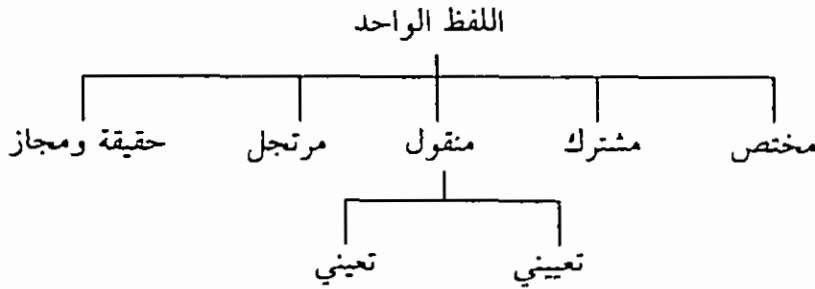 اللفظ الواحد
مختص مشترك منقول مرتجل حقيقة ومجاز
تعييني تعيني